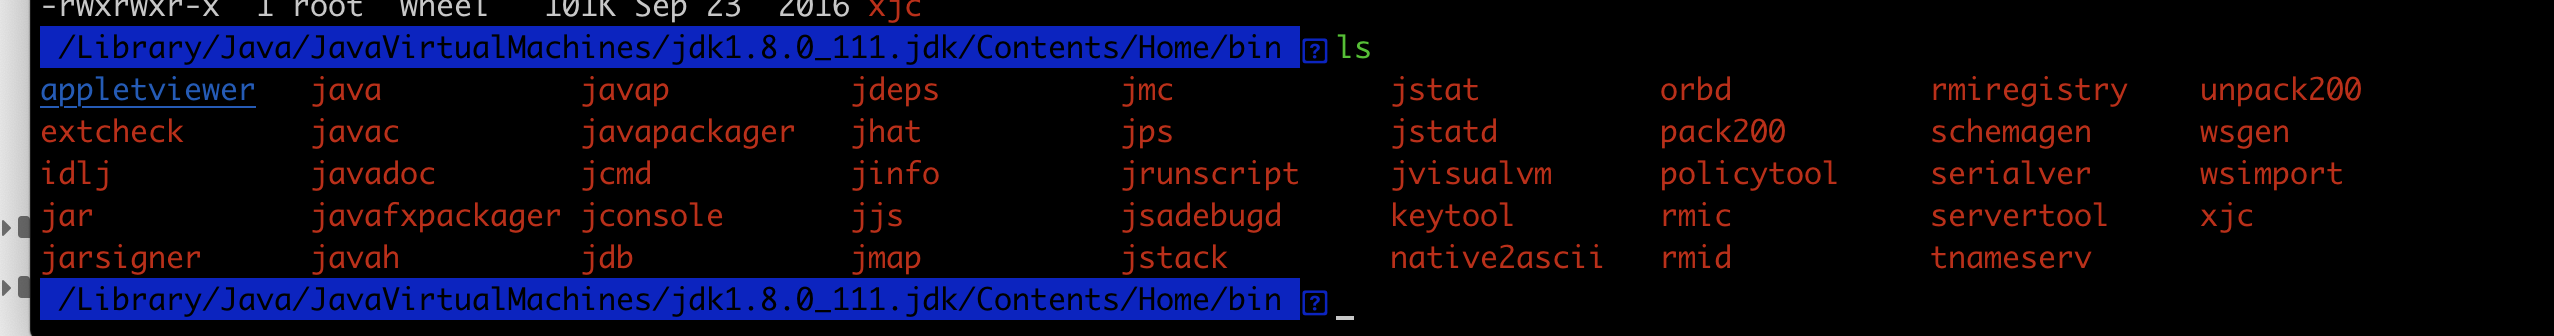 -rwxrwxr-x  1 root  wheel   101K Sep 23  2016 xjc
/Library/Java/JavaVirtualMachines/jdk1.8.0_111.jdk/Contents/Home/bin ? ls
appletviewer java javap jdeps jmc jstat orbd rmiregistry unpack200
extcheck javac javapackager jhat jps jstatd pack200 schemagen wsgen
idlj javadoc jcmd jinfo jrunscript jvisualvm policytool serialver wsimport
jar javafxpackager jconsole jjs jsadebugd keytool rmic servertool xjc
jarsigner javah jdb jmap jstack native2ascii rmid tnameserv
/Library/Java/JavaVirtualMachines/jdk1.8.0_111.jdk/Contents/Home/bin ? _